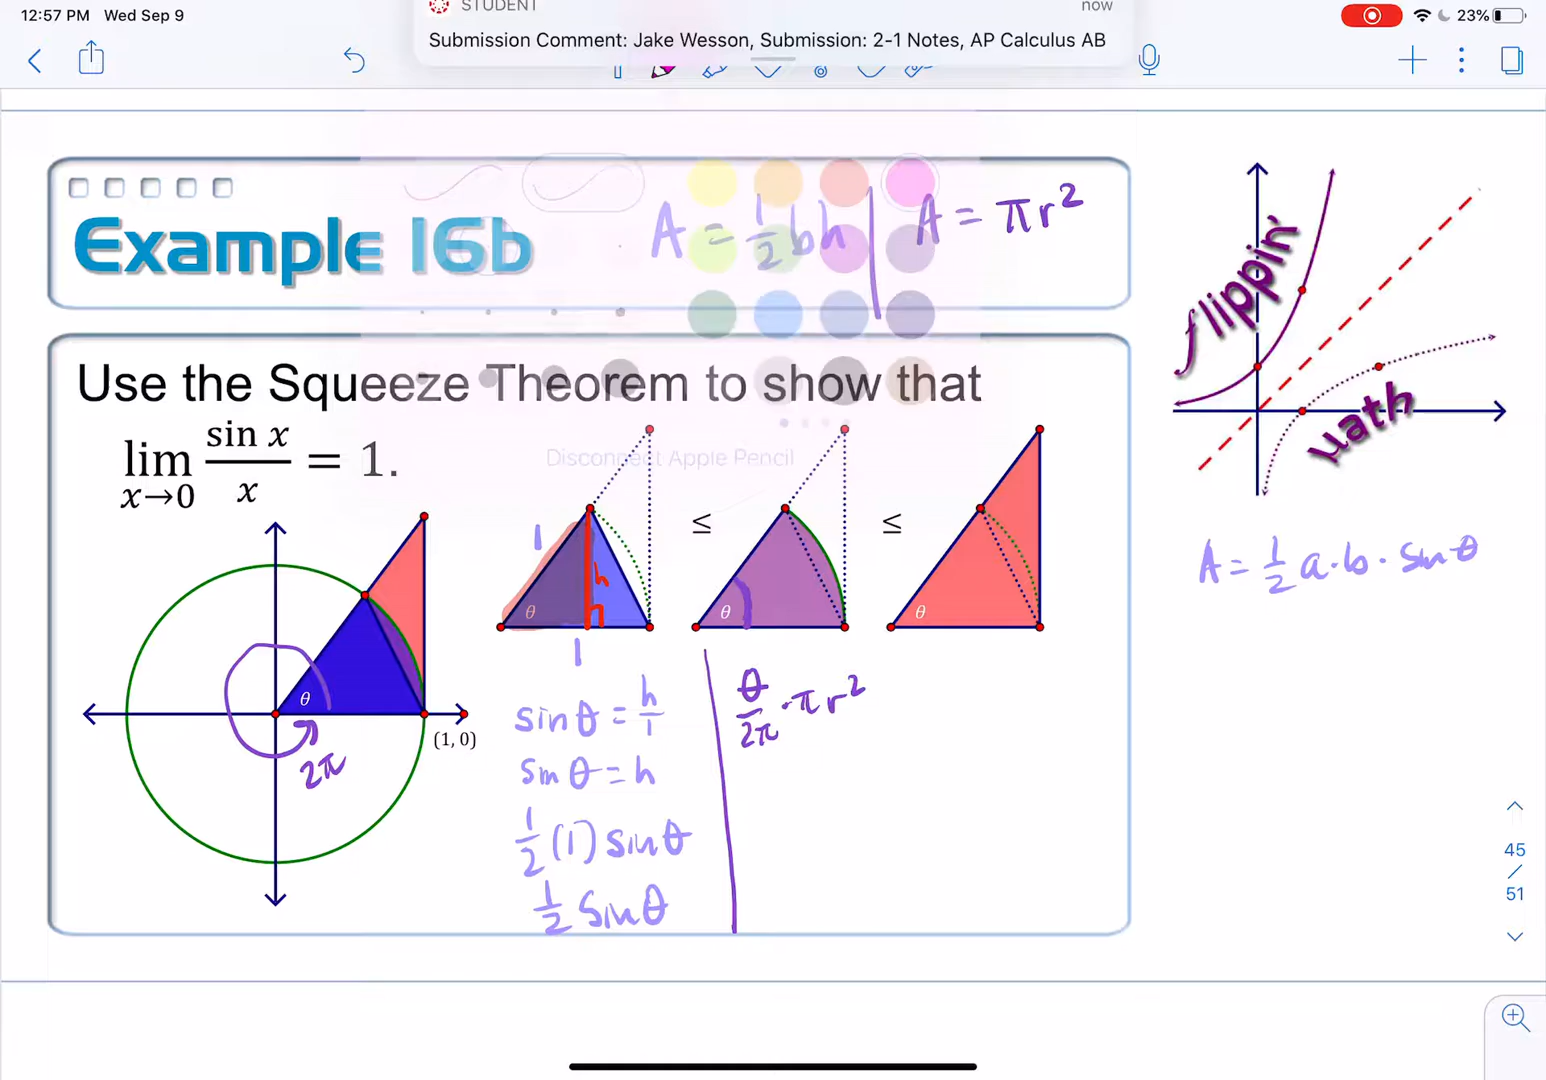 12:57 PM Wed Sep 9
STUDENT
now
23%
Submission Comment: Jake Wesson, Submission: 2-1 Notes, AP Calculus AB
Example 16b
A = 1/2 bh | A = πr²
Use the Squeeze Theorem to show that
lim x→0 sin x / x = 1.
Disconnect Apple Pencil
flippin'
math
A = 1/2 a·b·sin θ
1
h
h
θ
1
≤
θ
≤
θ
θ
(1, 0)
2π
sin θ = h/1
sin θ = h
1/2 (1) sin θ
1/2 sin θ
θ/2π · πr²
45
/
51